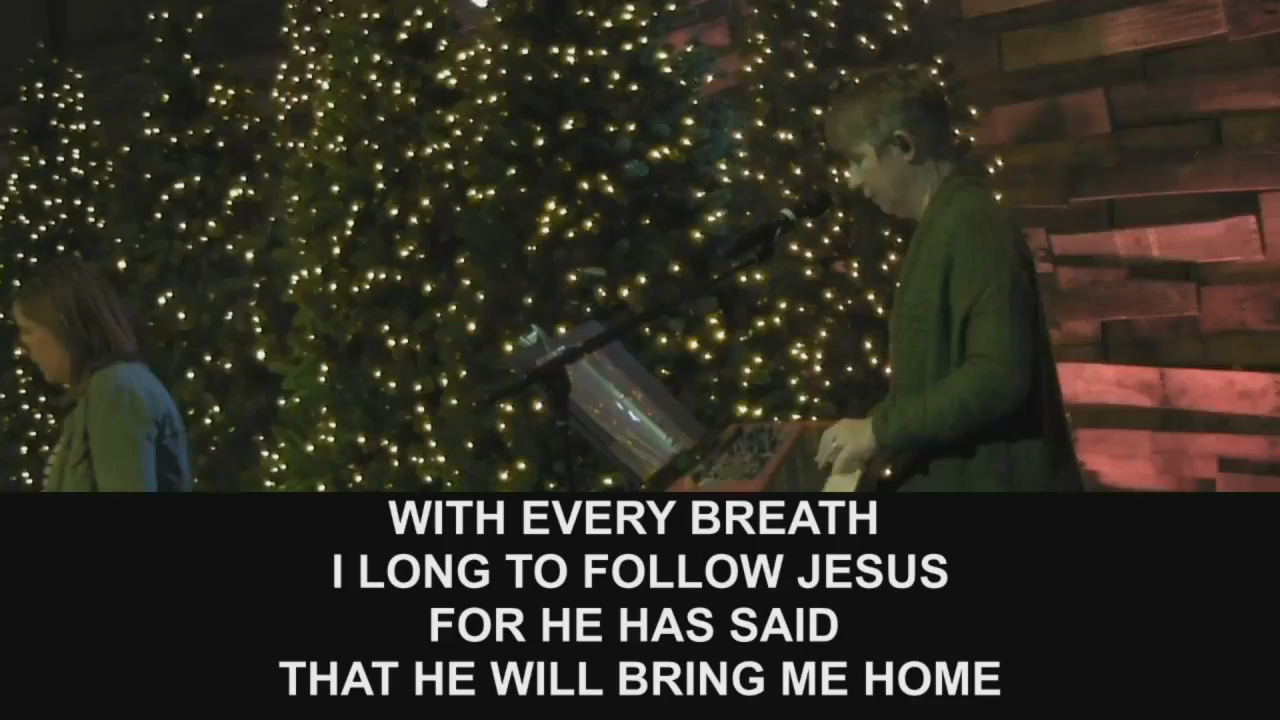 WITH EVERY BREATH
I LONG TO FOLLOW JESUS
FOR HE HAS SAID
THAT HE WILL BRING ME HOME